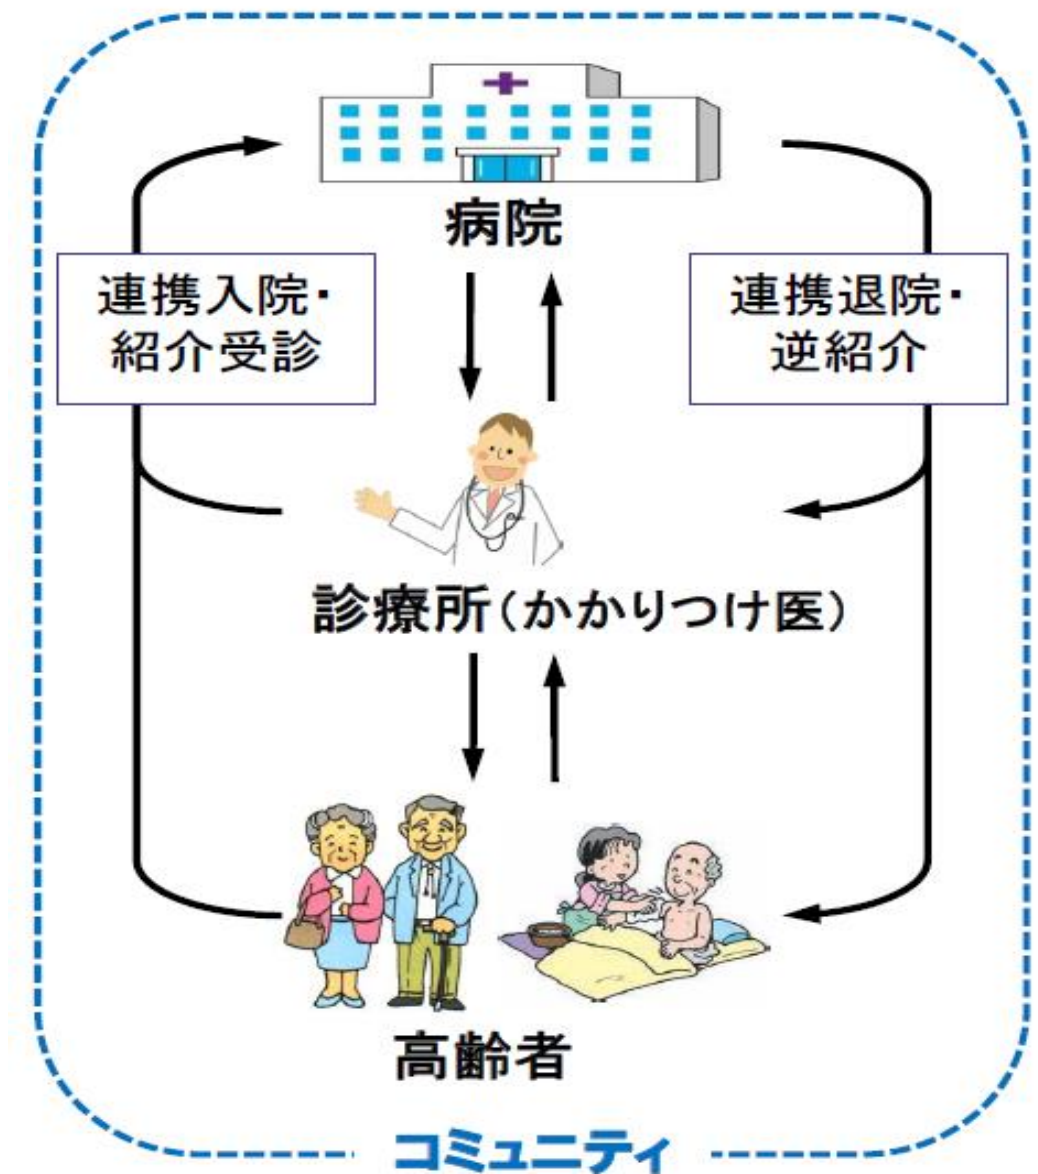 病院
連携入院・
紹介受診
連携退院・
逆紹介
診療所(かかりつけ医)
高齢者
コミュニティ